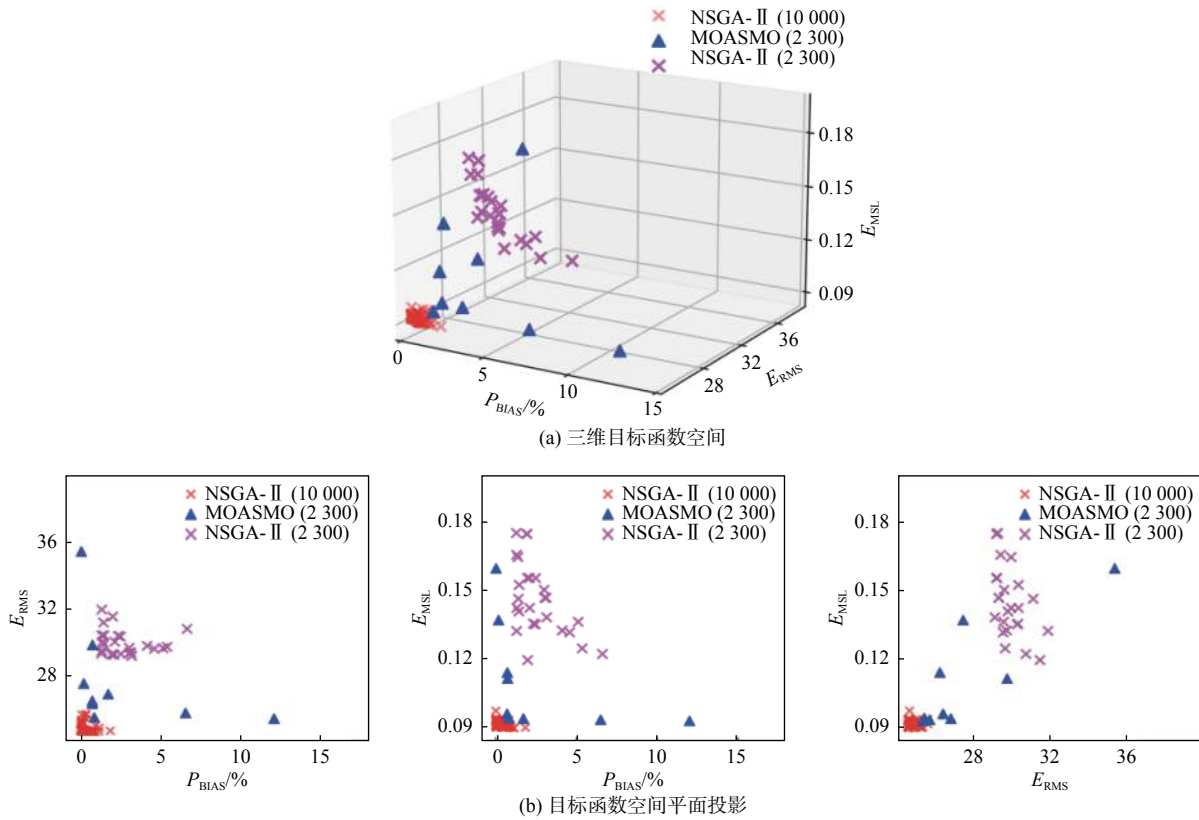 NSGA-Ⅱ (10 000)
MOASMO (2 300)
NSGA-Ⅱ (2 300)
0.18
0.15
0.12
0.09
E_MSL
36
32
28
E_RMS
0
5
10
15
P_BIAS/%
(a) 三维目标函数空间
NSGA-Ⅱ (10 000)
MOASMO (2 300)
NSGA-Ⅱ (2 300)
36
32
28
E_RMS
0 5 10 15
P_BIAS/%
NSGA-Ⅱ (10 000)
MOASMO (2 300)
NSGA-Ⅱ (2 300)
0.18
0.15
0.12
0.09
E_MSL
0 5 10 15
P_BIAS/%
NSGA-Ⅱ (10 000)
MOASMO (2 300)
NSGA-Ⅱ (2 300)
0.18
0.15
0.12
0.09
E_MSL
28 32 36
E_RMS
(b) 目标函数空间平面投影